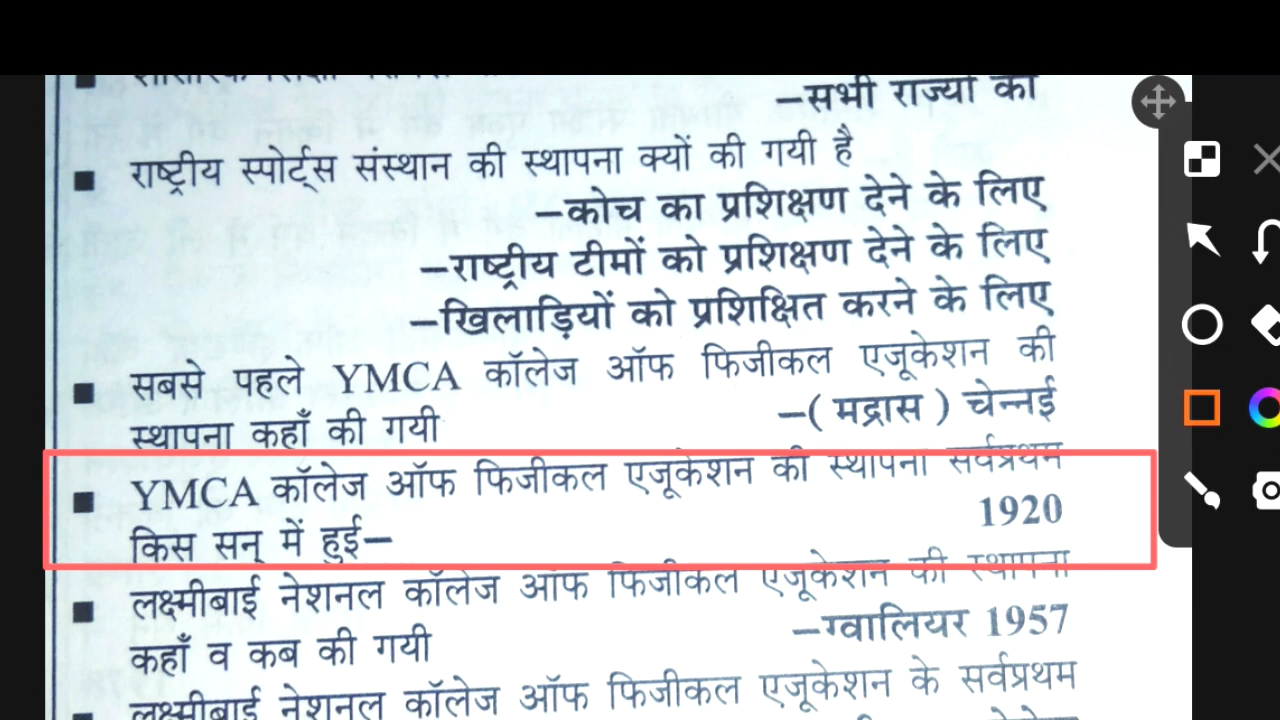 –सभी राज्यों का
राष्ट्रीय स्पोर्ट्स संस्थान की स्थापना क्यों की गयी है
–कोच का प्रशिक्षण देने के लिए
–राष्ट्रीय टीमों को प्रशिक्षण देने के लिए
–खिलाड़ियों को प्रशिक्षित करने के लिए
सबसे पहले YMCA कॉलेज ऑफ फिजीकल एजूकेशन की
स्थापना कहाँ की गयी –( मद्रास ) चेन्नई
YMCA कॉलेज ऑफ फिजीकल एजूकेशन की स्थापना सर्वप्रथम
किस सन् में हुई– 1920
लक्ष्मीबाई नेशनल कॉलेज ऑफ फिजीकल एजूकेशन की स्थापना
कहाँ व कब की गयी –ग्वालियर 1957
लक्ष्मीबाई नेशनल कॉलेज ऑफ फिजीकल एजूकेशन के सर्वप्रथम